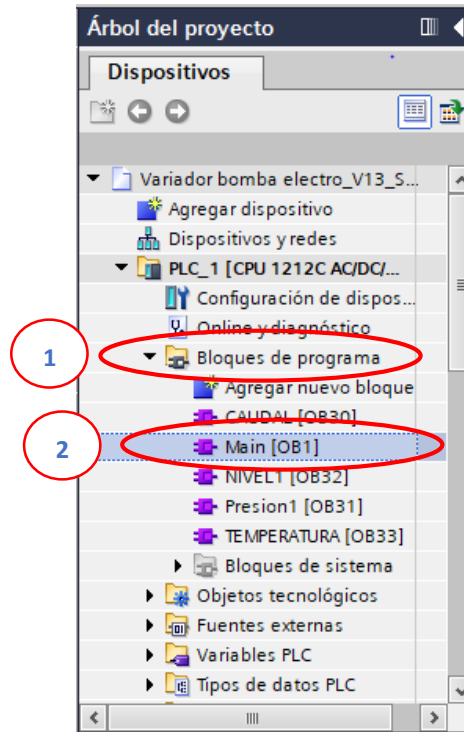 Árbol del proyecto
Dispositivos
Variador bomba electro_V13_S...
Agregar dispositivo
Dispositivos y redes
PLC_1 [CPU 1212C AC/DC/...
Configuración de dispos...
Online y diagnóstico
1
Bloques de programa
Agregar nuevo bloque
CAUDAL [OB30]
2
Main [OB1]
NIVEL1 [OB32]
Presion1 [OB31]
TEMPERATURA [OB33]
Bloques de sistema
Objetos tecnológicos
Fuentes externas
Variables PLC
Tipos de datos PLC